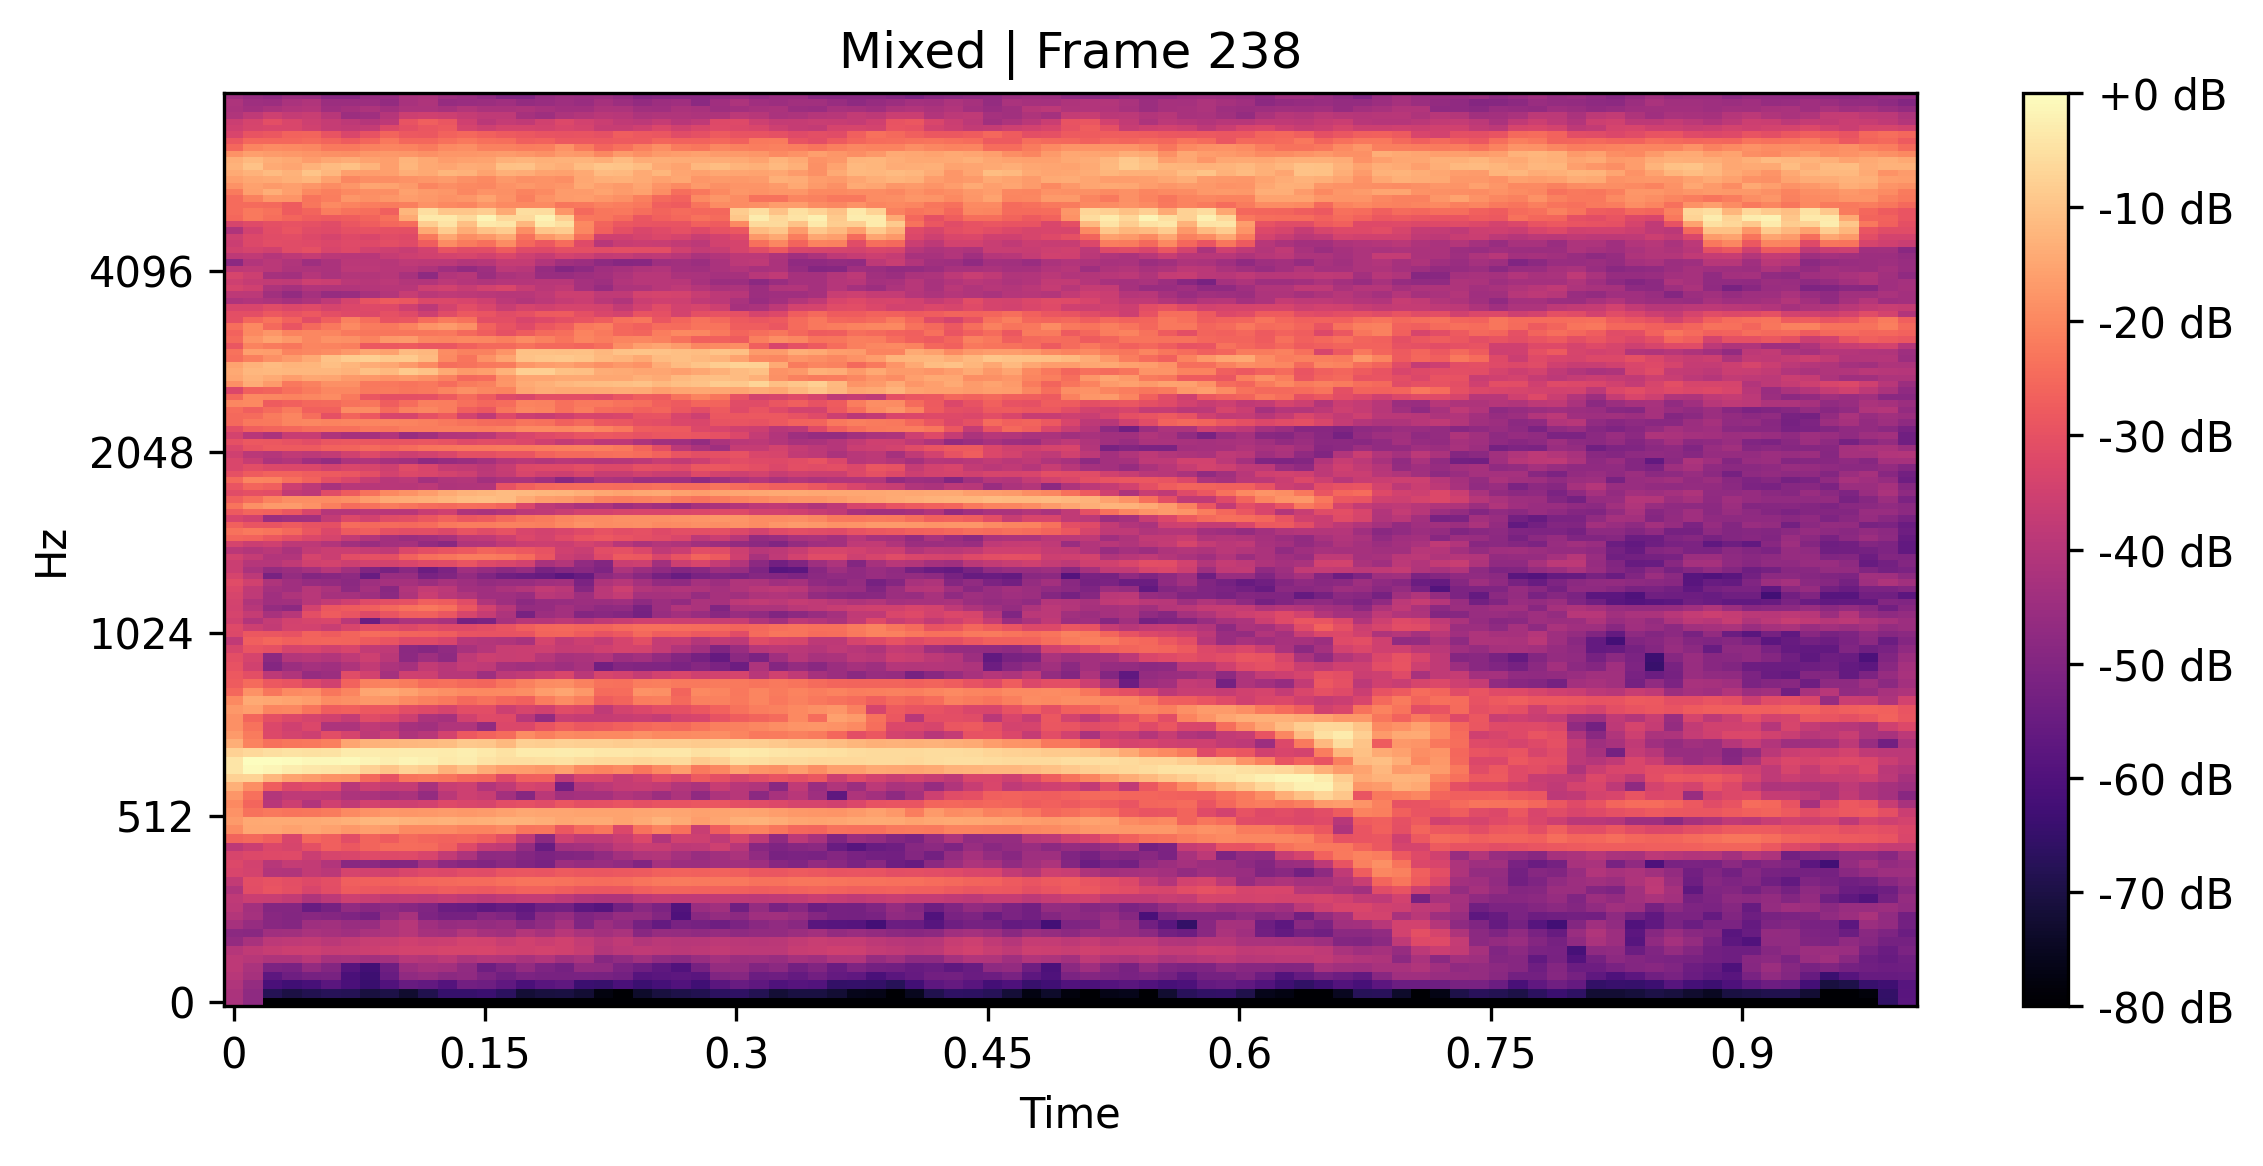 Mixed | Frame 238
+0 dB
-10 dB
-20 dB
-30 dB
-40 dB
-50 dB
-60 dB
-70 dB
-80 dB
4096
2048
1024
512
0
Hz
0 0.15 0.3 0.45 0.6 0.75 0.9
Time